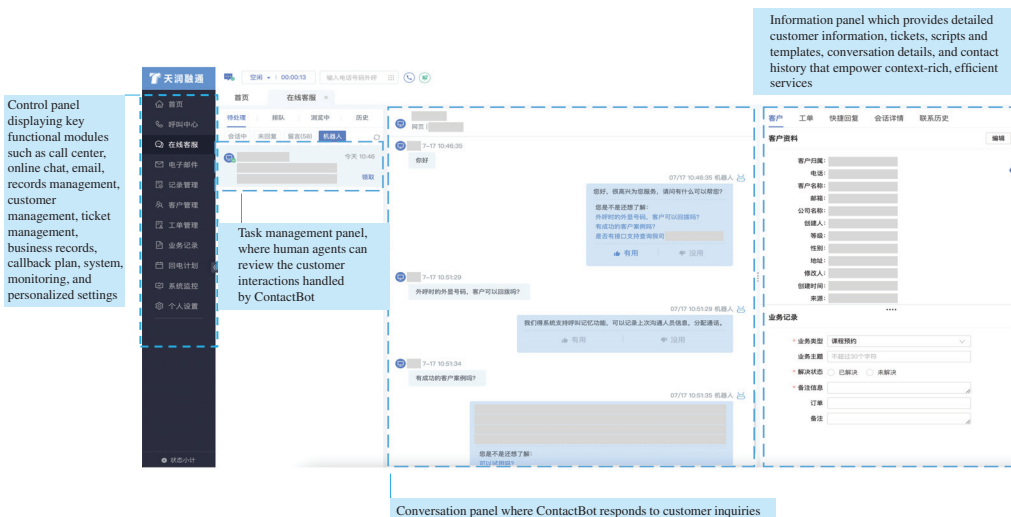 Information panel which provides detailed
customer information, tickets, scripts and
templates, conversation details, and contact
history that empower context-rich, efficient
services
Control panel
displaying key
functional modules
such as call center,
online chat, email,
records management,
customer
management, ticket
management,
business records,
callback plan, system,
monitoring, and
personalized settings
天润融通
首页
呼叫中心
在线客服
电子邮件
记录管理
客户管理
工单管理
业务记录
回电计划
系统监控
个人设置
状态小计
空闲 00:00:13 输入电话号码外呼
首页 在线客服 ×
待处理 排队 浏览中 历史
会话中 未回复 留言(58) 机器人
今天 10:46
领取
Task management panel,
where human agents can
review the customer
interactions handled
by ContactBot
网页:
7-17 10:46:35
你好
07/17 10:46:35 机器人
您好，很高兴为您服务，请问有什么可以帮您?
您是不是还想了解:
外呼时的外显号码，客户可以回拨吗?
有成功的客户案例吗?
是否有接口支持查询我司
有用 没用
7-17 10:51:29
外呼时的外显号码，客户可以回拨吗?
07/17 10:51:29 机器人
我们得系统支持呼叫记忆功能，可以记录上次沟通人员信息，分配通话。
有用 没用
7-17 10:51:34
有成功的客户案例吗?
07/17 10:51:35 机器人
您是不是还想了解:
可以试用吗?
客户 工单 快捷回复 会话详情 联系历史
客户资料 编辑
客户归属:
电话:
客户名称:
邮箱:
公司名称:
创建人:
等级:
性别:
地址:
修改人:
创建时间:
来源:
业务记录
* 业务类型 课程预约
业务主题 不超过30个字符
* 解决状态 已解决 未解决
* 备注信息
订单
备注
Conversation panel where ContactBot responds to customer inquiries